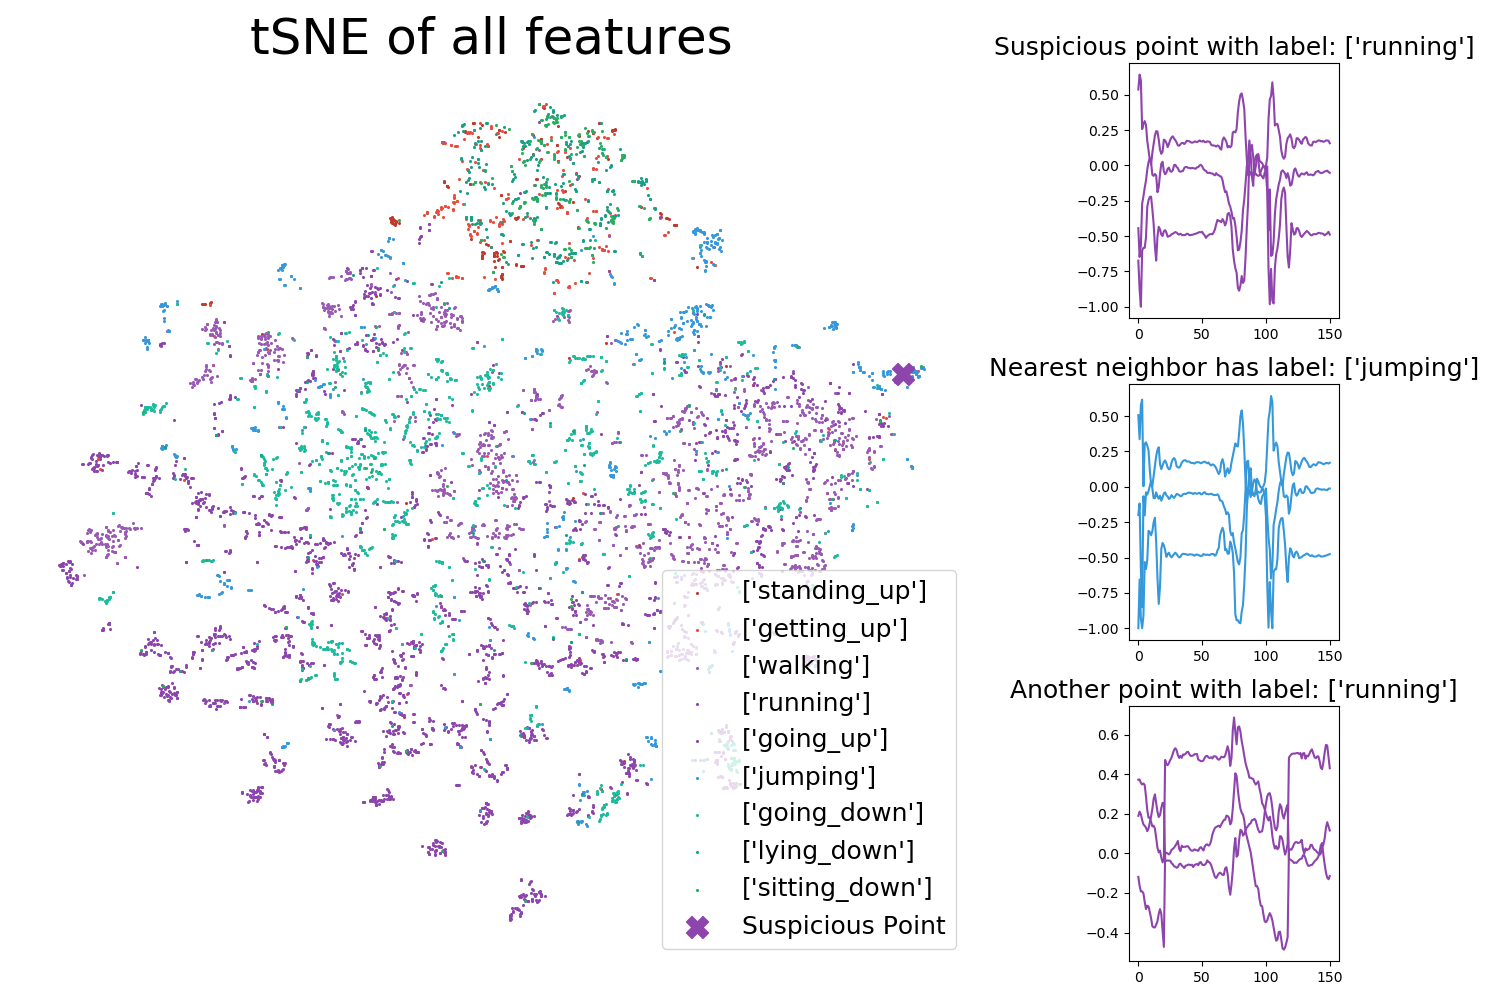 tSNE of all features
['standing_up']
['getting_up']
['walking']
['running']
['going_up']
['jumping']
['going_down']
['lying_down']
['sitting_down']
Suspicious Point
Suspicious point with label: ['running']
0.50
0.25
0.00
−0.25
−0.50
−0.75
−1.00
0 50 100 150
Nearest neighbor has label: ['jumping']
0.50
0.25
0.00
−0.25
−0.50
−0.75
−1.00
0 50 100 150
Another point with label: ['running']
0.6
0.4
0.2
0.0
−0.2
−0.4
0 50 100 150